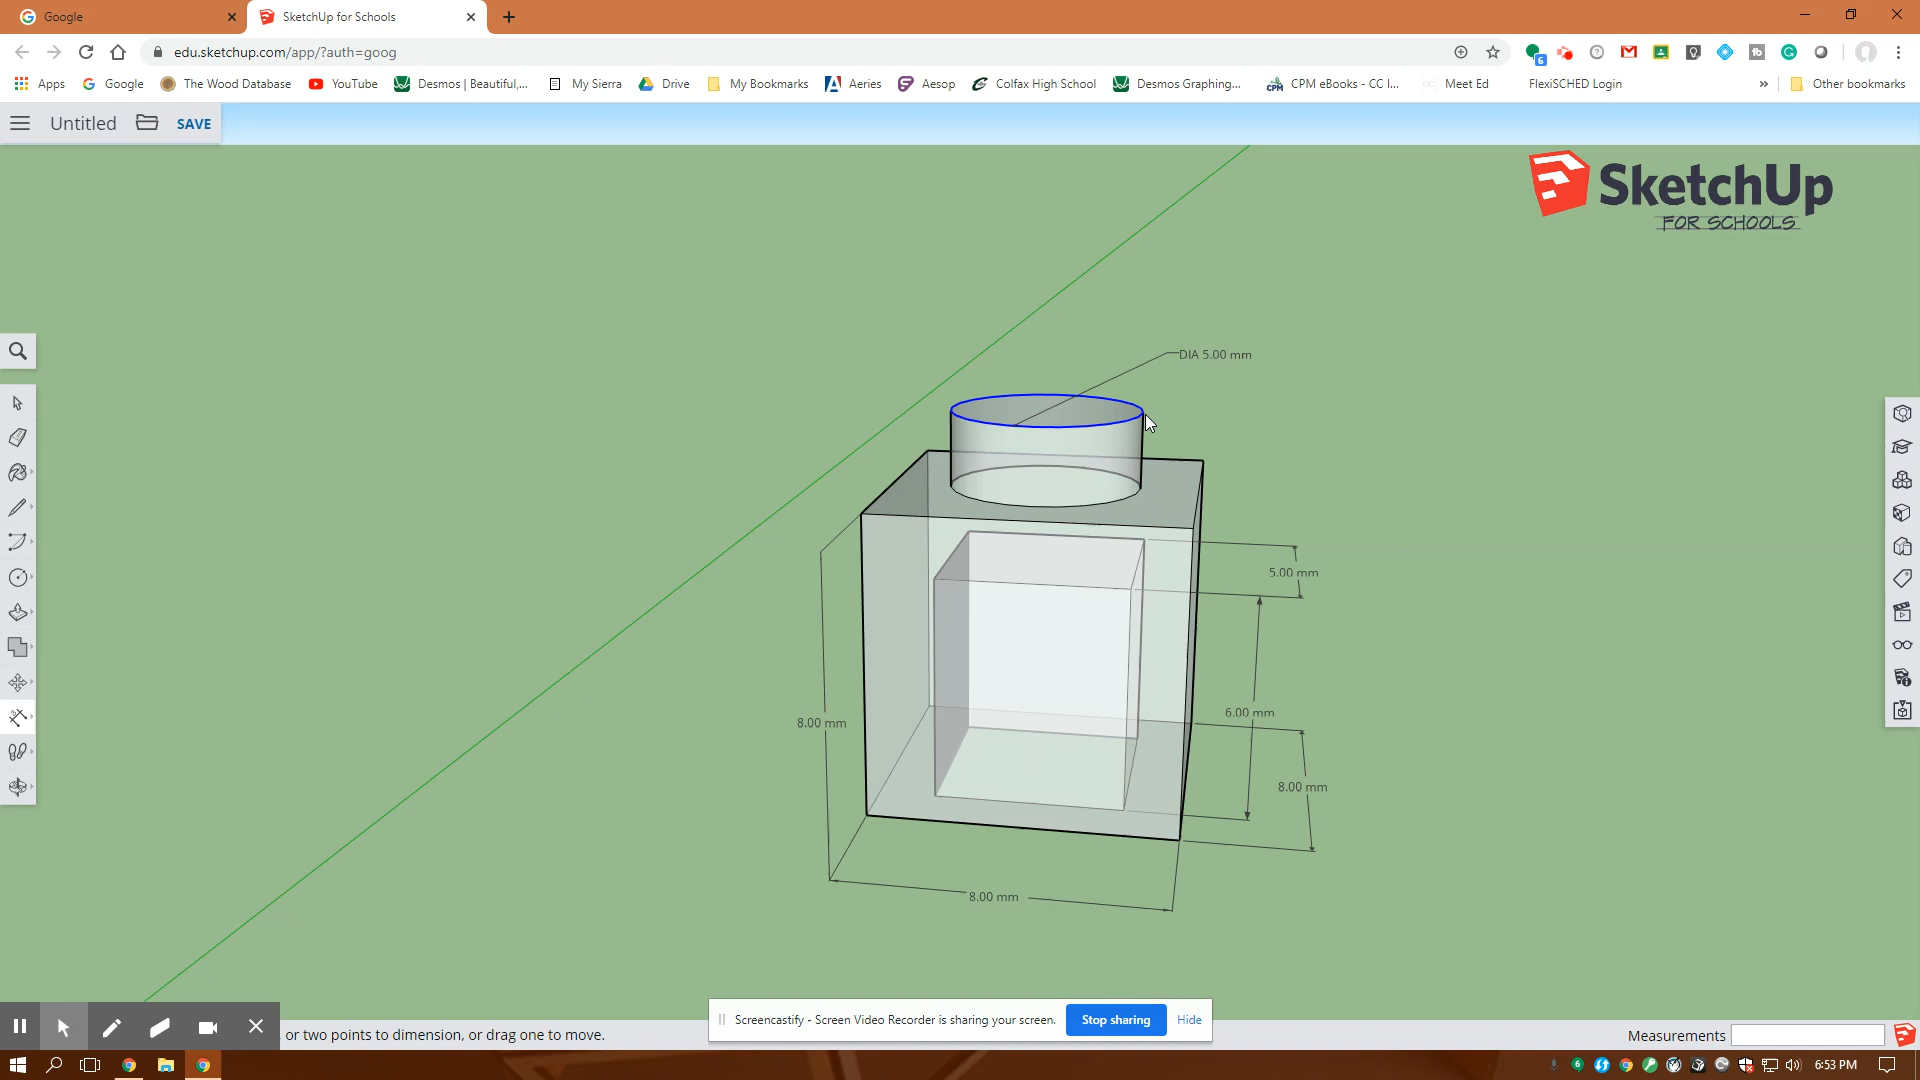 Google
SketchUp for Schools
edu.sketchup.com/app/?auth=goog
6
Apps
Google
The Wood Database
YouTube
Desmos | Beautiful,...
My Sierra
Drive
My Bookmarks
Aeries
Aesop
Colfax High School
Desmos Graphing...
CPM
CPM eBooks - CC I...
Meet Ed
FlexiSCHED Login
»
Other bookmarks
Untitled
SAVE
SketchUp
FOR SCHOOLS
DIA 5.00 mm
5.00 mm
6.00 mm
8.00 mm
8.00 mm
8.00 mm
or two points to dimension, or drag one to move.
Screencastify - Screen Video Recorder is sharing your screen.
Stop sharing
Hide
Measurements
6:53 PM